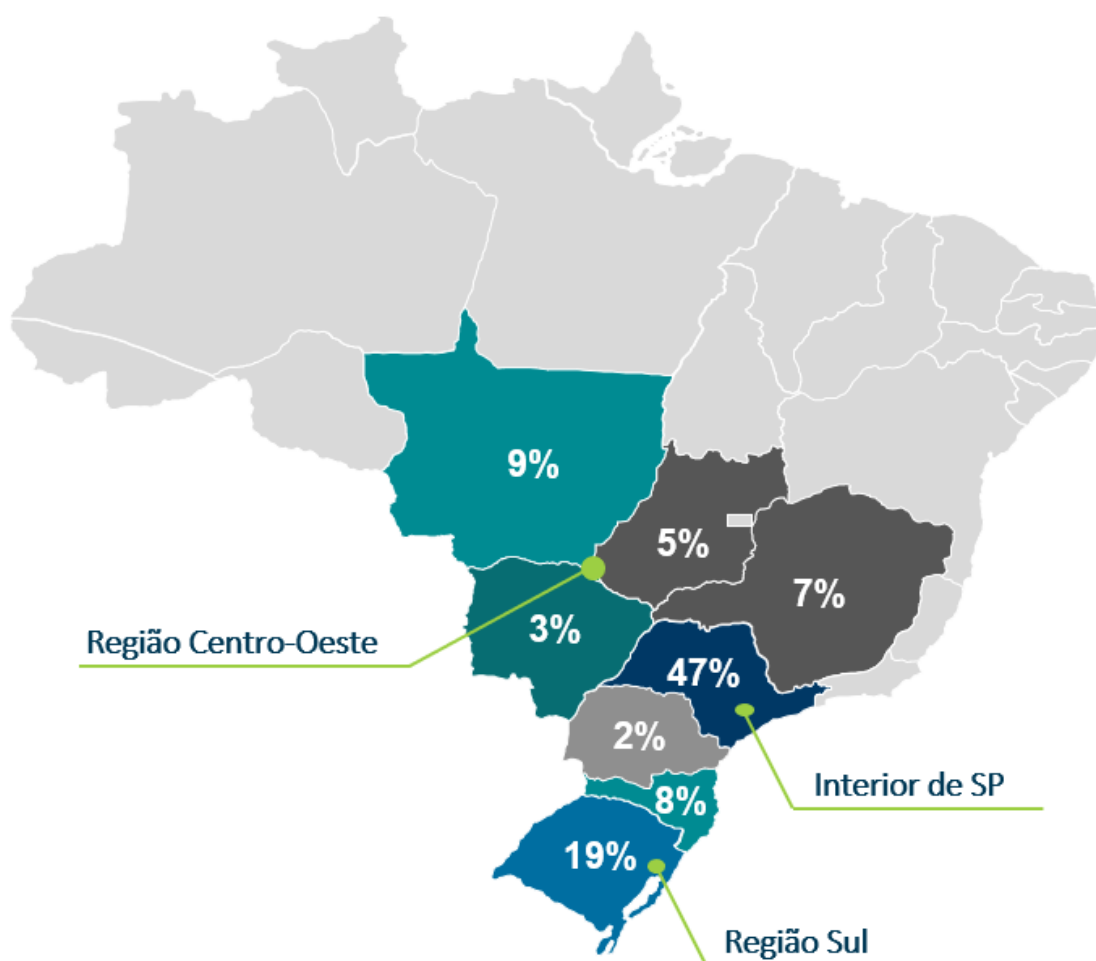 9%
5%
7%
3%
Região Centro-Oeste
47%
2%
Interior de SP
8%
19%
Região Sul